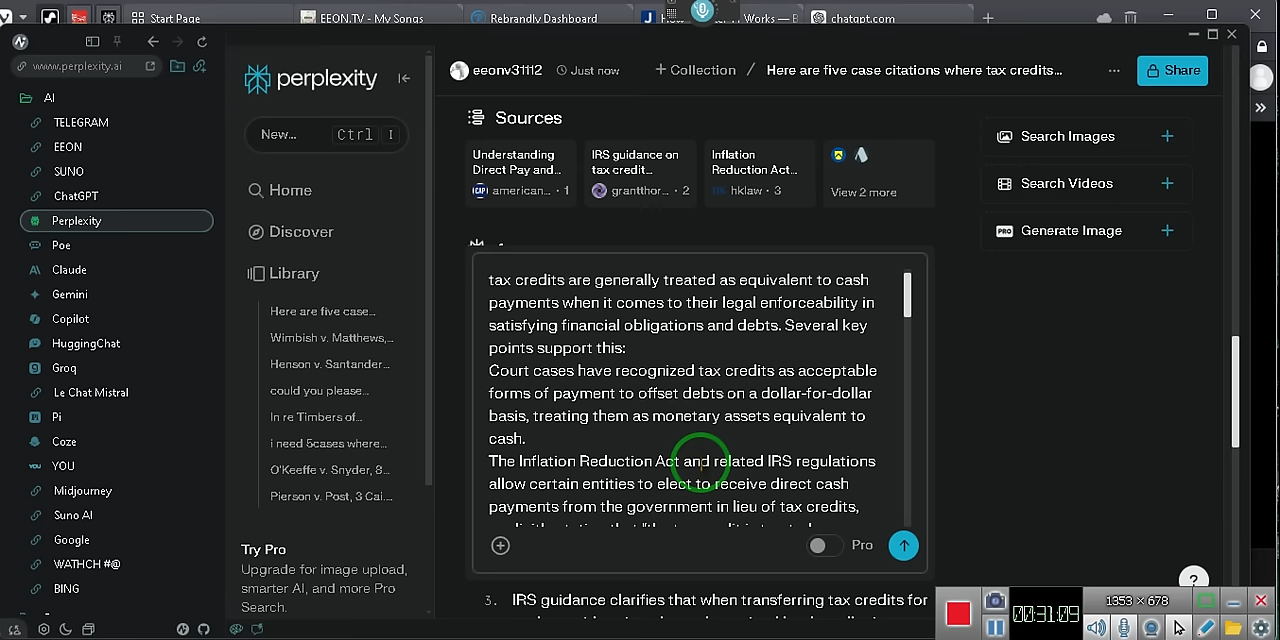 Start Page
EEON.TV - My Songs
Rebrandly Dashboard
Works — B
chatgpt.com
www.perplexity.ai
AI
TELEGRAM
EEON
SUNO
ChatGPT
Perplexity
Poe
Claude
Gemini
Copilot
HuggingChat
Groq
Le Chat Mistral
Pi
Coze
YOU
Midjourney
Suno AI
Google
WATHCH #@
BING
perplexity
New...
Ctrl I
Home
Discover
Library
Here are five case...
Wimbish v. Matthews,...
Henson v. Santander...
could you please...
In re Timbers of...
i need 5cases where...
O'Keeffe v. Snyder, 8...
Pierson v. Post, 3 Cai...
Try Pro
Upgrade for image upload,
smarter AI, and more Pro
Search.
eeonv31112
Just now
+ Collection / Here are five case citations where tax credits...
Share
Sources
Understanding
Direct Pay and...
american... · 1
IRS guidance on
tax credit...
grantthor... · 2
Inflation
Reduction Act...
hklaw · 3
View 2 more
Search Images
Search Videos
PRO Generate Image
tax credits are generally treated as equivalent to cash
payments when it comes to their legal enforceability in
satisfying financial obligations and debts. Several key
points support this:
Court cases have recognized tax credits as acceptable
forms of payment to offset debts on a dollar-for-dollar
basis, treating them as monetary assets equivalent to
cash.
The Inflation Reduction Act and related IRS regulations
allow certain entities to elect to receive direct cash
payments from the government in lieu of tax credits,
Pro
3. IRS guidance clarifies that when transferring tax credits for
?
00:31:09
1353 × 678